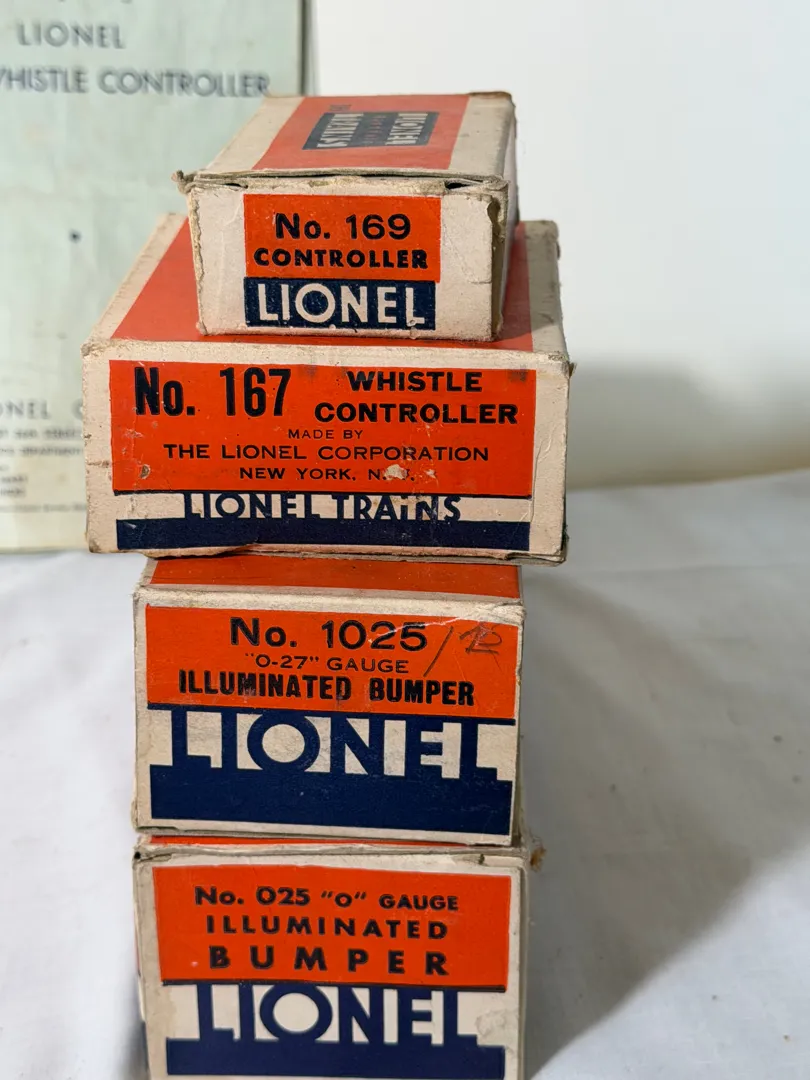 LIONEL
WHISTLE CONTROLLER
No. 169
CONTROLLER
LIONEL
No. 167 WHISTLE
CONTROLLER
MADE BY
THE LIONEL CORPORATION
NEW YORK, N.
LIONEL TRAINS
No. 1025
"O-27" GAUGE
ILLUMINATED BUMPER
LIONEL
No. 025 "O" GAUGE
ILLUMINATED
BUMPER
LIONEL